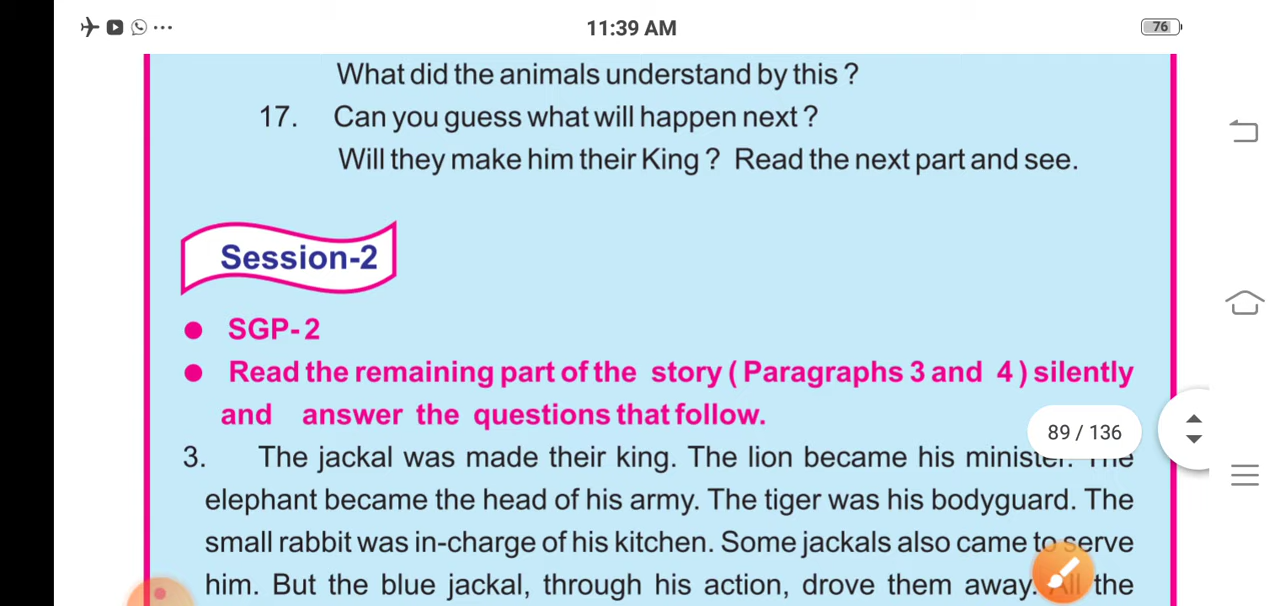 11:39 AM
76
What did the animals understand by this ?
17. Can you guess what will happen next ?
Will they make him their King ? Read the next part and see.
Session-2
● SGP- 2
● Read the remaining part of the story ( Paragraphs 3 and 4 ) silently
and answer the questions that follow.
89 / 136
3. The jackal was made their king. The lion became his minister. The
elephant became the head of his army. The tiger was his bodyguard. The
small rabbit was in-charge of his kitchen. Some jackals also came to serve
him. But the blue jackal, through his action, drove them away. All the